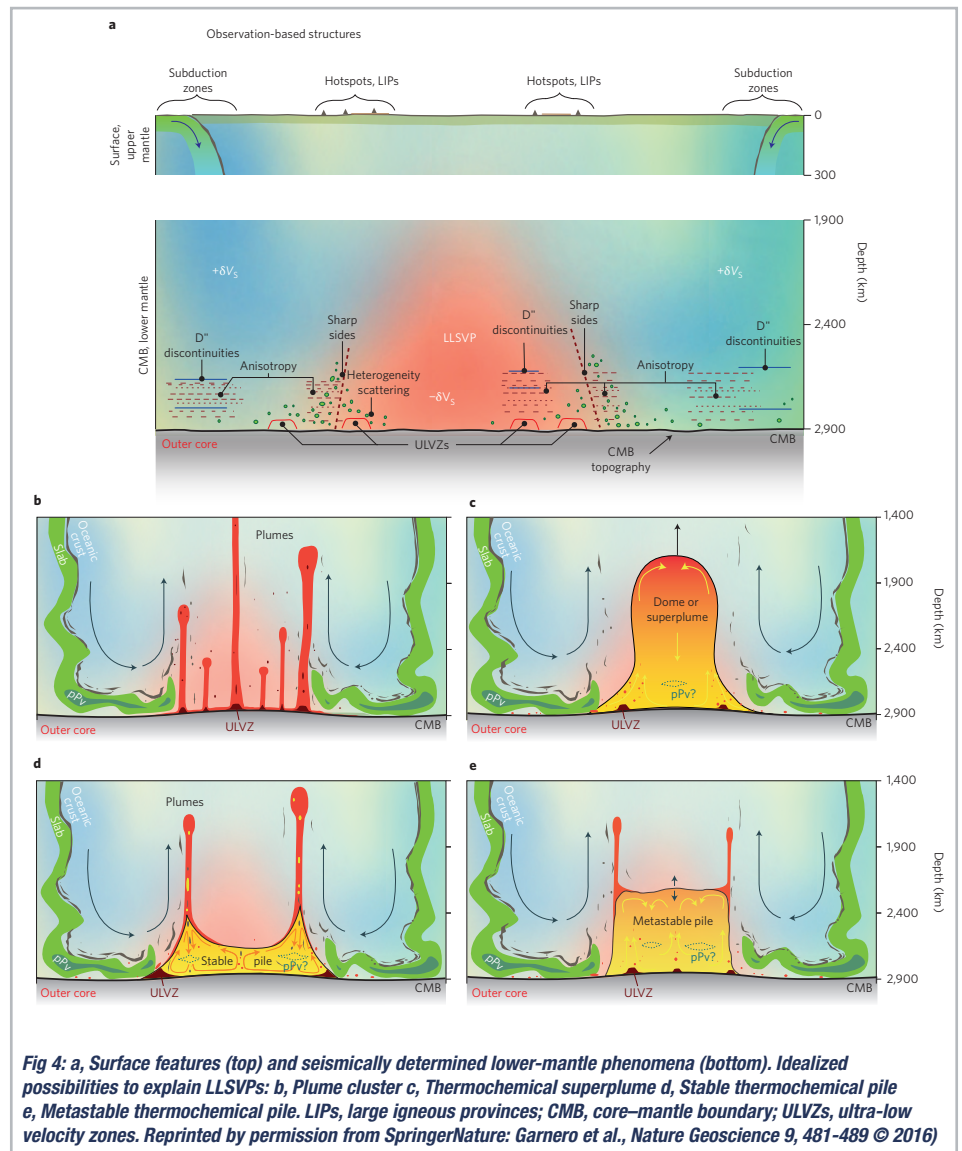 a
Observation-based structures
Subduction
zones
Hotspots, LIPs
Hotspots, LIPs
Subduction
zones
Surface,
upper
mantle
0
300
1,900
CMB, lower mantle
Depth (km)
+δVS
+δVS
Sharp
sides
Sharp
sides
D"
discontinuities
LLSVP
D"
discontinuities
D"
discontinuities
2,400
Anisotropy
Heterogeneity
scattering
Anisotropy
−δVS
2,900
Outer core
ULVZs
CMB
topography
CMB
b
Plumes
Slab
Oceanic
crust
pPv
Outer core
ULVZ
CMB
c
1,400
Slab
Oceanic
crust
1,900
Dome or
superplume
Depth (km)
2,400
pPv
pPv?
2,900
Outer core
ULVZ
CMB
d
Plumes
Slab
Oceanic
crust
Stable
pile
pPv
pPv?
Outer core
ULVZ
CMB
e
1,400
Slab
Oceanic
crust
1,900
Depth (km)
2,400
Metastable pile
pPv
pPv?
2,900
Outer core
ULVZ
CMB
Fig 4: a, Surface features (top) and seismically determined lower-mantle phenomena (bottom). Idealized
possibilities to explain LLSVPs: b, Plume cluster c, Thermochemical superplume d, Stable thermochemical pile
e, Metastable thermochemical pile. LIPs, large igneous provinces; CMB, core–mantle boundary; ULVZs, ultra-low
velocity zones. Reprinted by permission from SpringerNature: Garnero et al., Nature Geoscience 9, 481-489 © 2016)